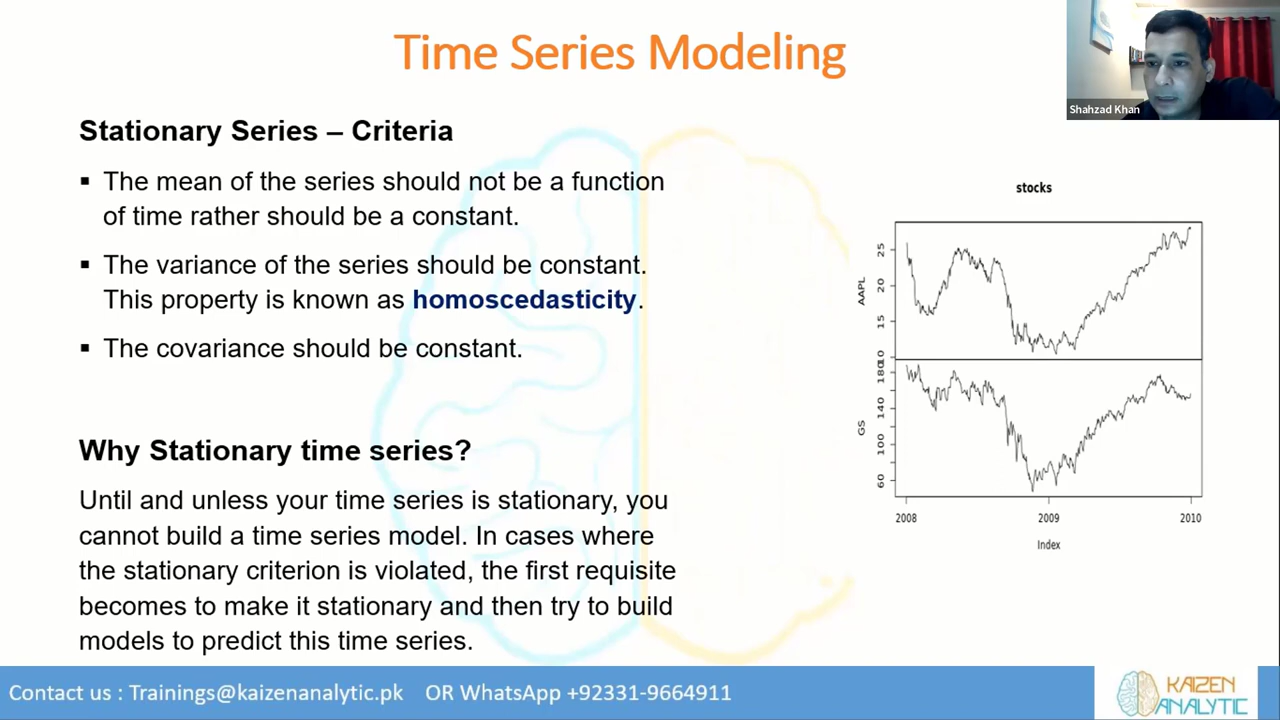 Time Series Modeling
Shahzad Khan
Stationary Series – Criteria
▪ The mean of the series should not be a function
of time rather should be a constant.
▪ The variance of the series should be constant.
This property is known as homoscedasticity.
▪ The covariance should be constant.
Why Stationary time series?
Until and unless your time series is stationary, you
cannot build a time series model. In cases where
the stationary criterion is violated, the first requisite
becomes to make it stationary and then try to build
models to predict this time series.
stocks
AAPL
25
20
15
10
GS
180
140
100
60
2008 2009 2010
Index
Contact us : Trainings@kaizenanalytic.pk OR WhatsApp +92331-9664911
KAIZEN
ANALYTIC